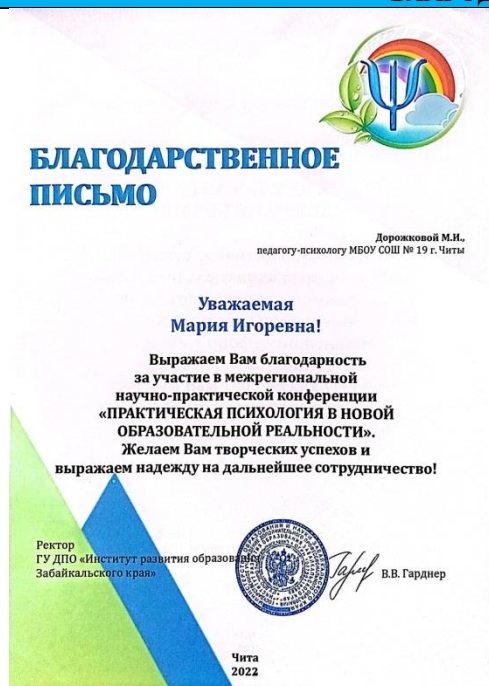 БЛАГОДАРСТВЕННОЕ
ПИСЬМО
Дорожковой М.И.,
педагогу-психологу МБОУ СОШ № 19 г. Читы
Уважаемая
Мария Игоревна!
Выражаем Вам благодарность
за участие в межрегиональной
научно-практической конференции
«ПРАКТИЧЕСКАЯ ПСИХОЛОГИЯ В НОВОЙ
ОБРАЗОВАТЕЛЬНОЙ РЕАЛЬНОСТИ».
Желаем Вам творческих успехов и
выражаем надежду на дальнейшее сотрудничество!
Ректор
ГУ ДПО «Институт развития образования
Забайкальского края»
В.В. Гарднер
Чита
2022